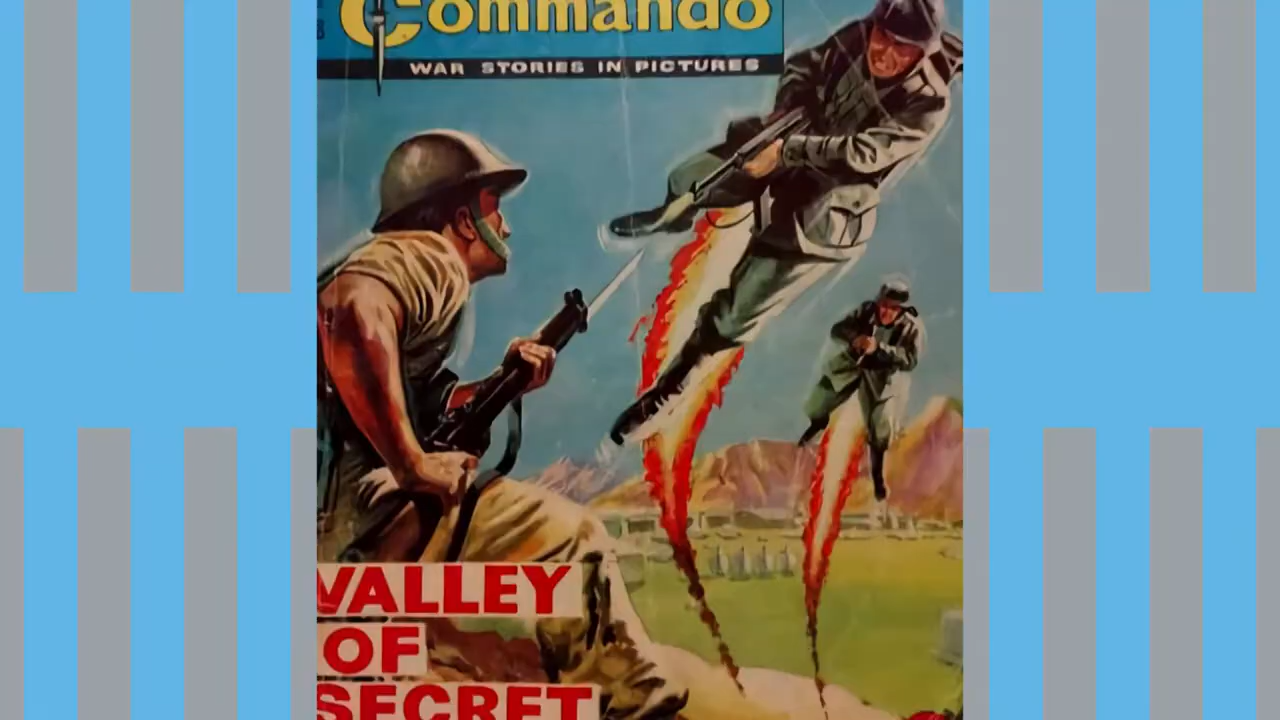 Commando
WAR STORIES IN PICTURES
VALLEY
OF
SECRET